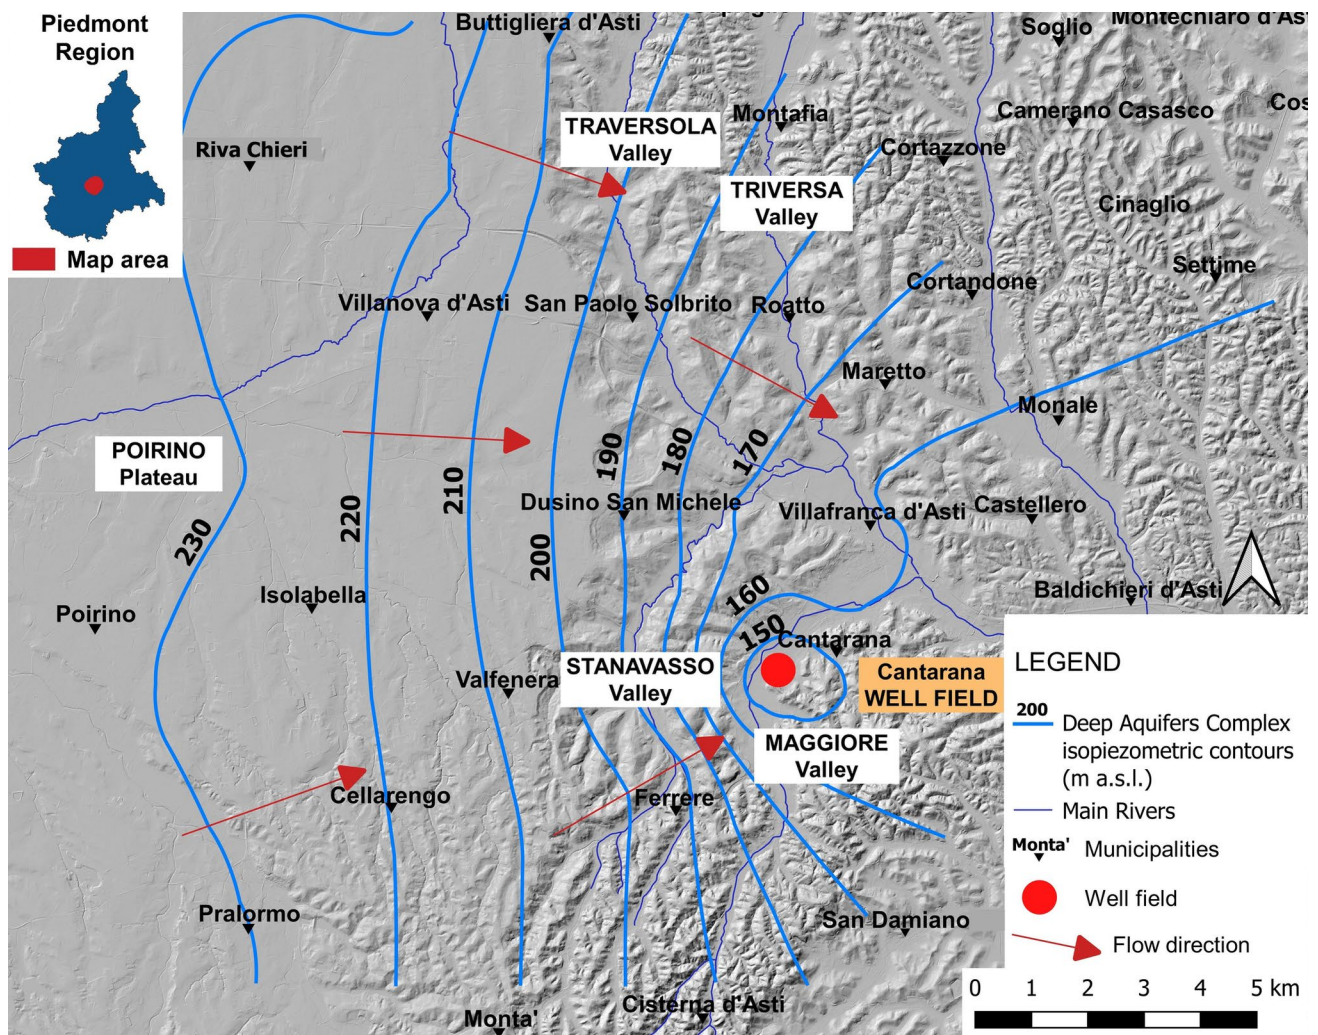 Piedmont
Region
Map area
Buttigliera d'Asti
Soglio
Montechiaro d'Ast
Riva Chieri
TRAVERSOLA
Valley
Montafia
Camerano Casasco
Cos
Cortazzone
TRIVERSA
Valley
Cinaglio
Settime
Cortandone
Villanova d'Asti
San Paolo Solbrito
Roatto
Maretto
Monale
POIRINO
Plateau
190
180
170
210
220
230
200
Dusino San Michele
Villafranca d'Asti
Castellero
Isolabella
Poirino
160
150
Baldichieri d'Asti
Cantarana
STANAVASSO
Valley
Valfenera
Cantarana
WELL FIELD
MAGGIORE
Valley
Cellarengo
Ferrere
Pralormo
San Damiano
Cisterna d'Asti
Monta'
LEGEND
200
Deep Aquifers Complex
isopiezometric contours
(m a.s.l.)
Main Rivers
Monta'
Municipalities
Well field
Flow direction
0 1 2 3 4 5 km